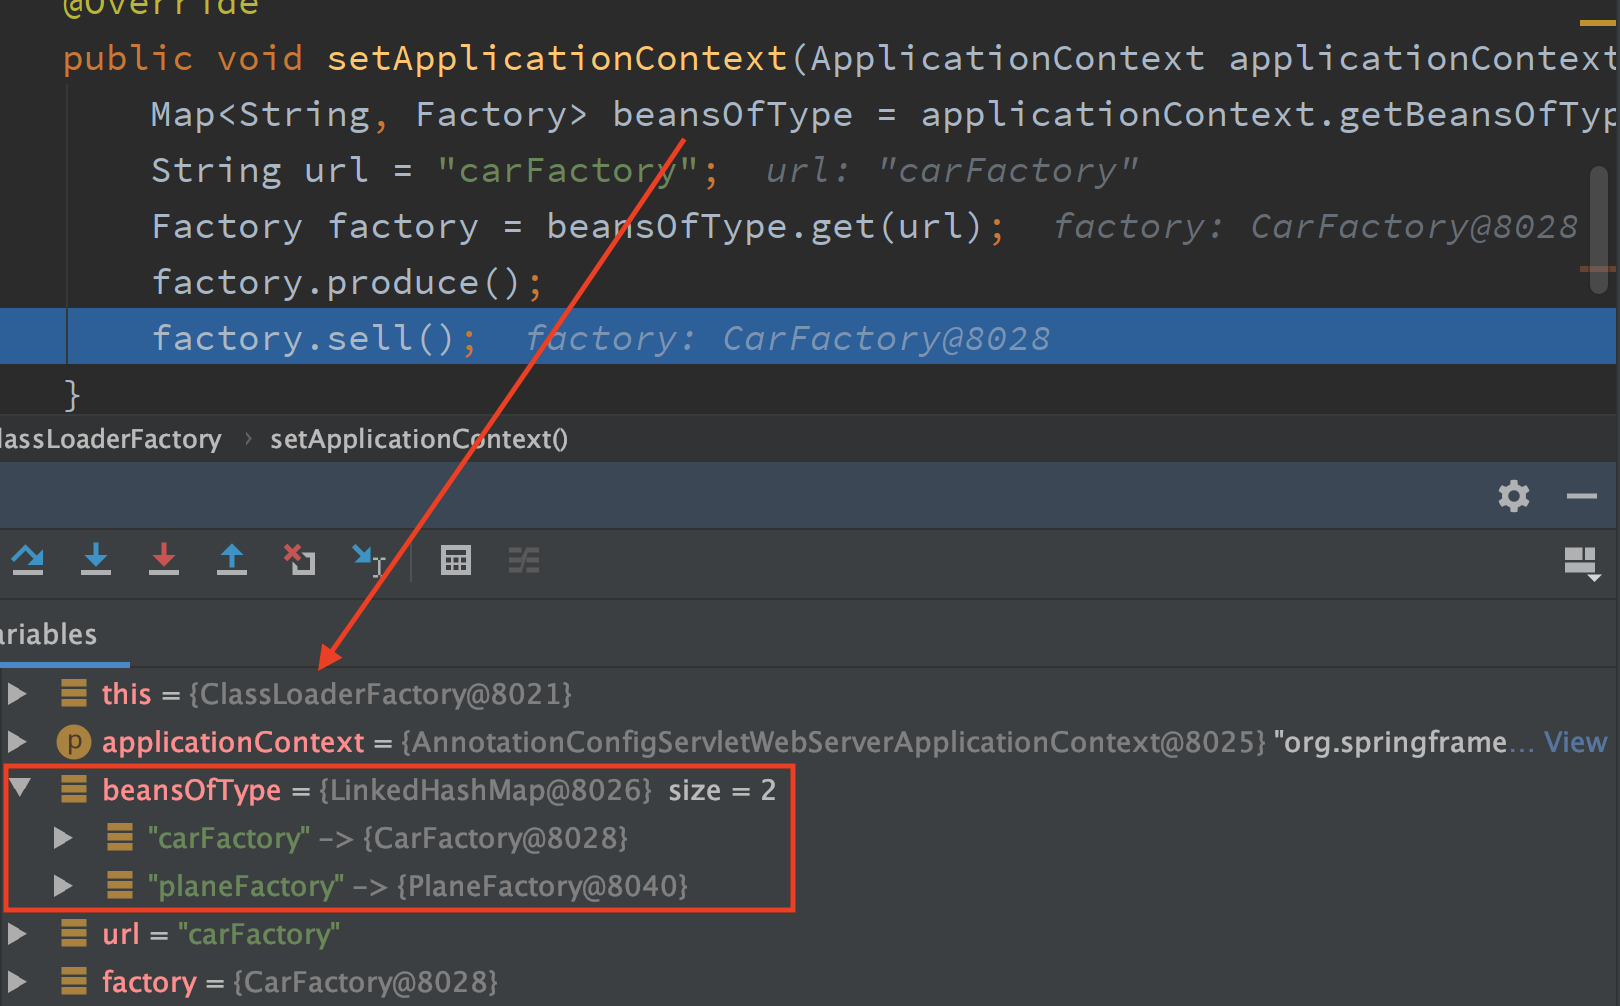 @Override
public void setApplicationContext(ApplicationContext applicationContext
Map<String, Factory> beansOfType = applicationContext.getBeansOfTyp
String url = "carFactory"; url: "carFactory"
Factory factory = beansOfType.get(url); factory: CarFactory@8028
factory.produce();
factory.sell(); factory: CarFactory@8028
}
lassLoaderFactory › setApplicationContext()
ariables
this = {ClassLoaderFactory@8021}
p applicationContext = {AnnotationConfigServletWebServerApplicationContext@8025} "org.springframe... View
beansOfType = {LinkedHashMap@8026} size = 2
"carFactory" -> {CarFactory@8028}
"planeFactory" -> {PlaneFactory@8040}
url = "carFactory"
factory = {CarFactory@8028}